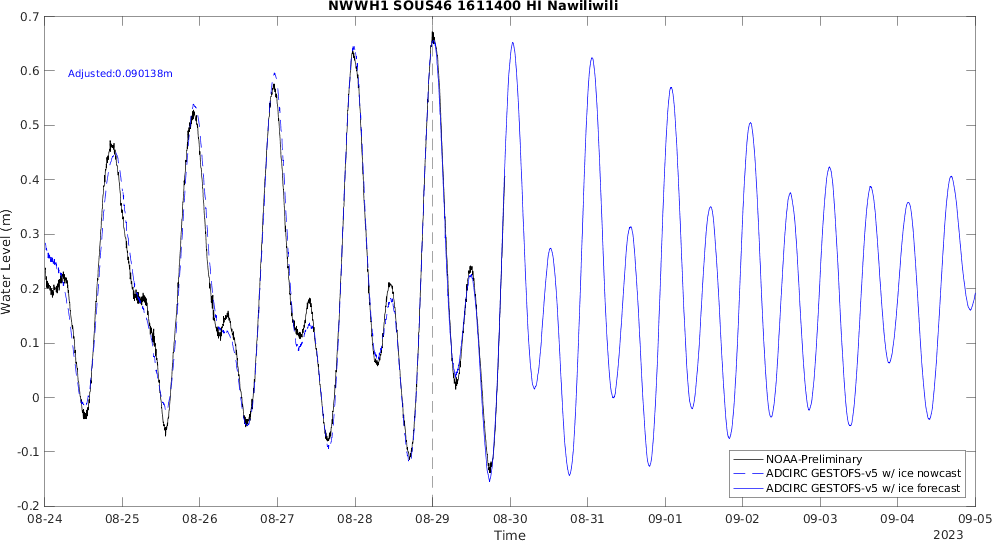 NWWH1 SOUS46 1611400 HI Nawiliwili
0.7
0.6
0.5
0.4
0.3
0.2
0.1
0
-0.1
-0.2
Water Level (m)
Adjusted:0.090138m
NOAA-Preliminary
ADCIRC GESTOFS-v5 w/ ice nowcast
ADCIRC GESTOFS-v5 w/ ice forecast
08-24 08-25 08-26 08-27 08-28 08-29 08-30 08-31 09-01 09-02 09-03 09-04 09-05
Time
2023